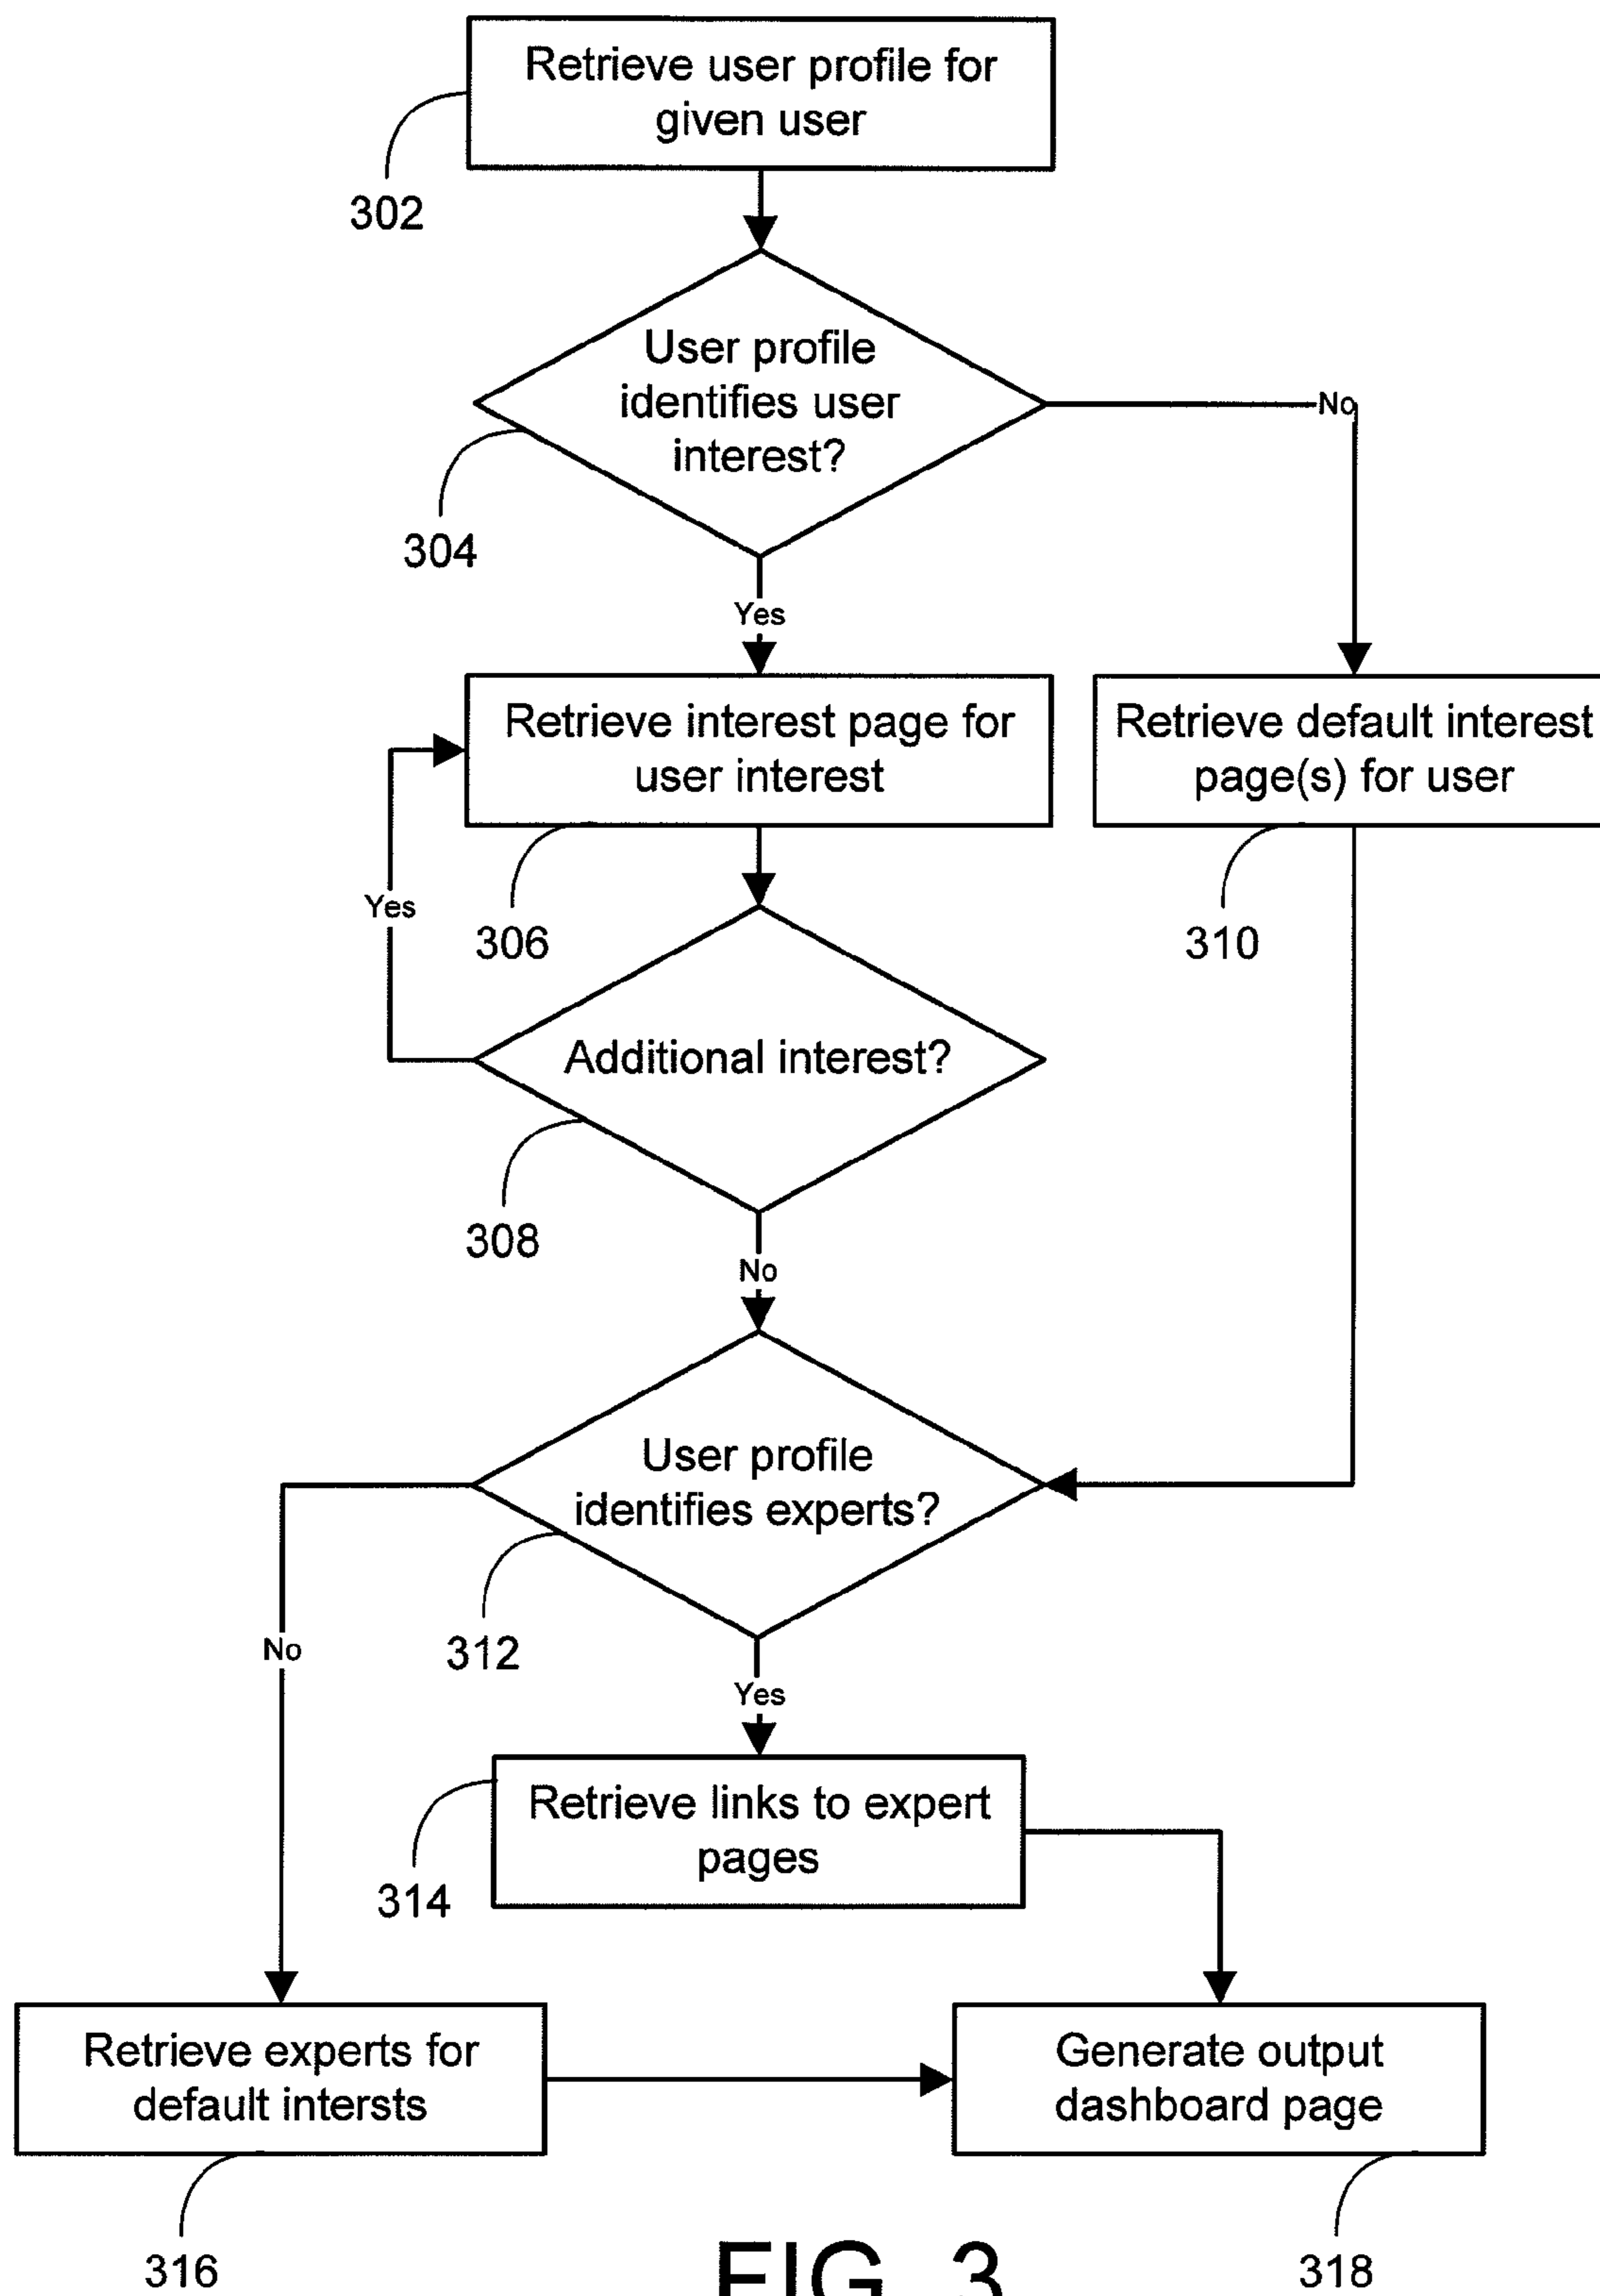 Retrieve user profile for
given user
302
User profile
identifies user
interest?
No
304
Yes
Retrieve interest page for
user interest
Retrieve default interest
page(s) for user
Yes
306
310
Additional interest?
308
No
User profile
identifies experts?
No
312
Yes
Retrieve links to expert
pages
314
Retrieve experts for
default intersts
Generate output
dashboard page
316
FIG. 3
318